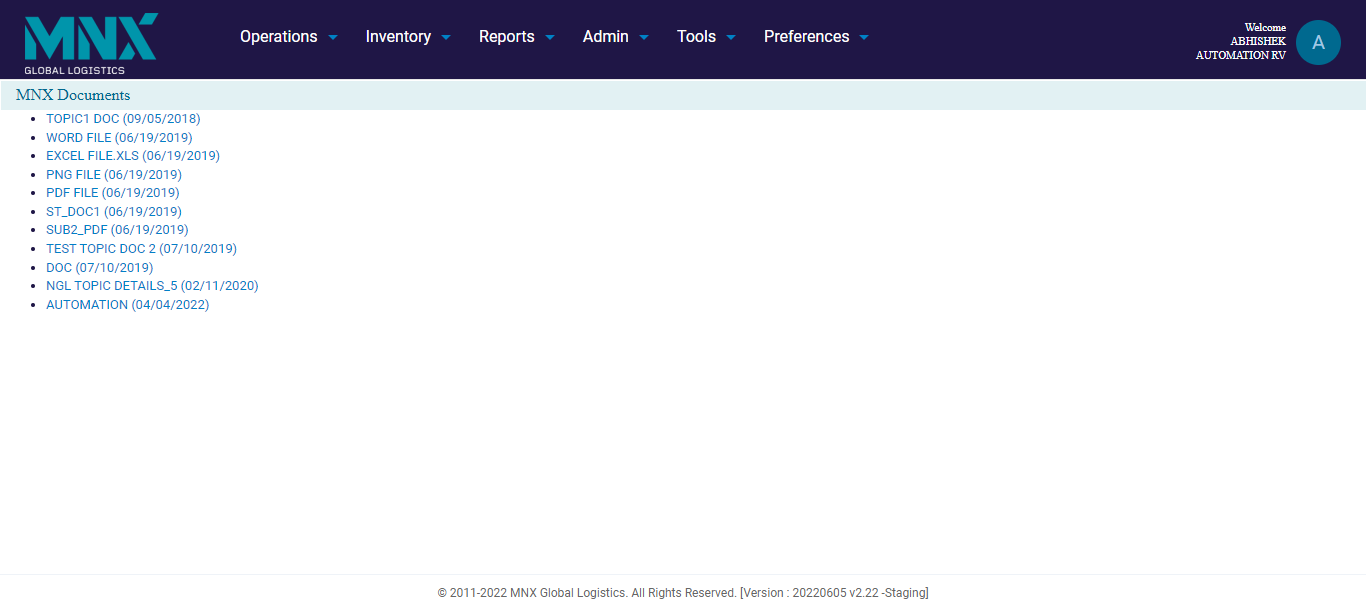 MNX
GLOBAL LOGISTICS
Operations Inventory Reports Admin Tools Preferences
Welcome
ABHISHEK
AUTOMATION RV
A
MNX Documents
TOPIC1 DOC (09/05/2018)
WORD FILE (06/19/2019)
EXCEL FILE.XLS (06/19/2019)
PNG FILE (06/19/2019)
PDF FILE (06/19/2019)
ST_DOC1 (06/19/2019)
SUB2_PDF (06/19/2019)
TEST TOPIC DOC 2 (07/10/2019)
DOC (07/10/2019)
NGL TOPIC DETAILS_5 (02/11/2020)
AUTOMATION (04/04/2022)
© 2011-2022 MNX Global Logistics. All Rights Reserved. [Version : 20220605 v2.22 -Staging]